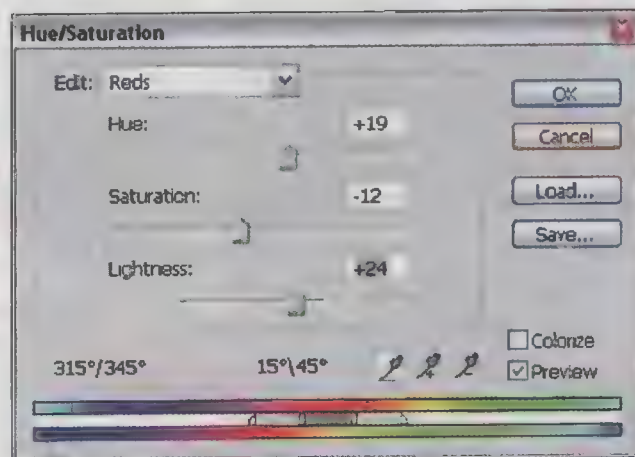 Hue/Saturation
Edit: Reds
OK
Hue: +19
Cancel
Saturation: -12
Load...
Save...
Lightness: +24
Colorize
315°/345° 15°\45°
Preview